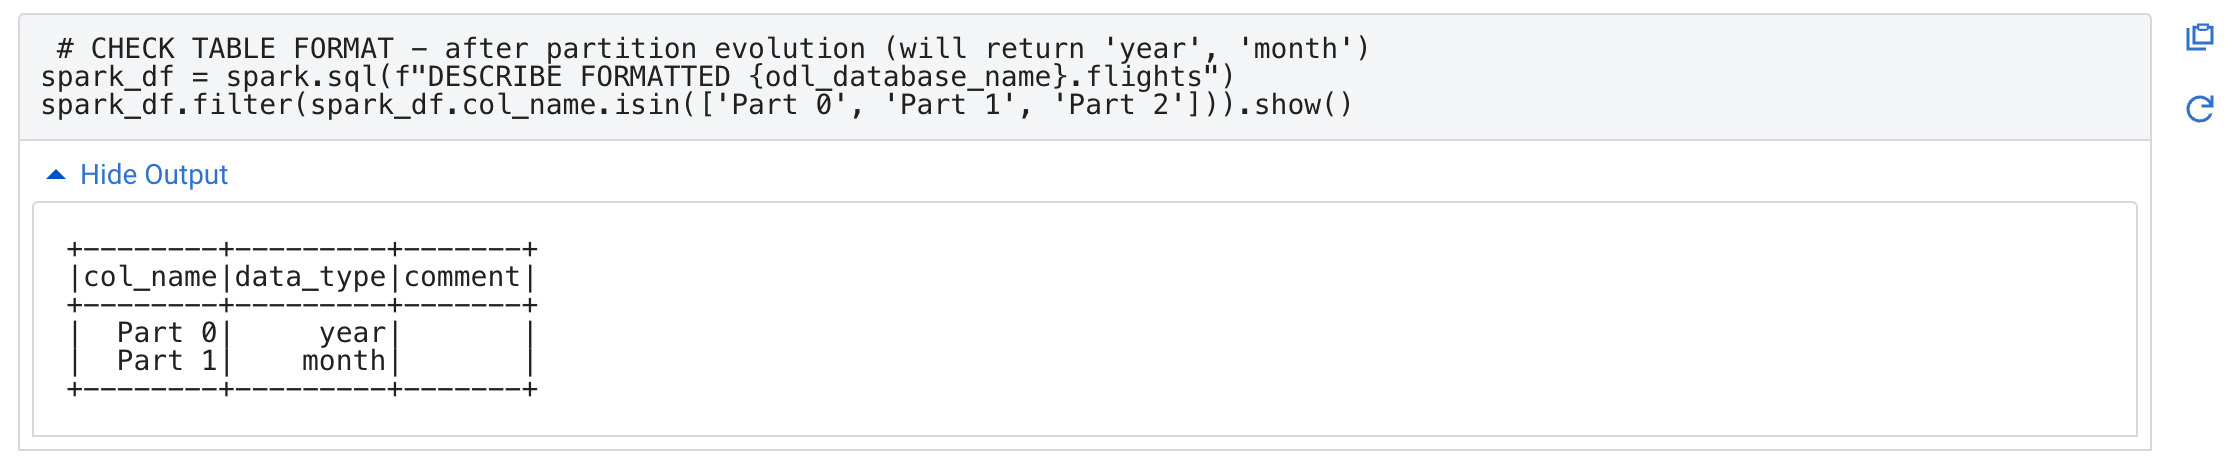 # CHECK TABLE FORMAT – after partition evolution (will return 'year', 'month')
spark_df = spark.sql(f"DESCRIBE FORMATTED {odl_database_name}.flights")
spark_df.filter(spark_df.col_name.isin(['Part 0', 'Part 1', 'Part 2'])).show()
Hide Output
+--------+---------+-------+
|col_name|data_type|comment|
+--------+---------+-------+
|  Part 0|     year|       |
|  Part 1|    month|       |
+--------+---------+-------+